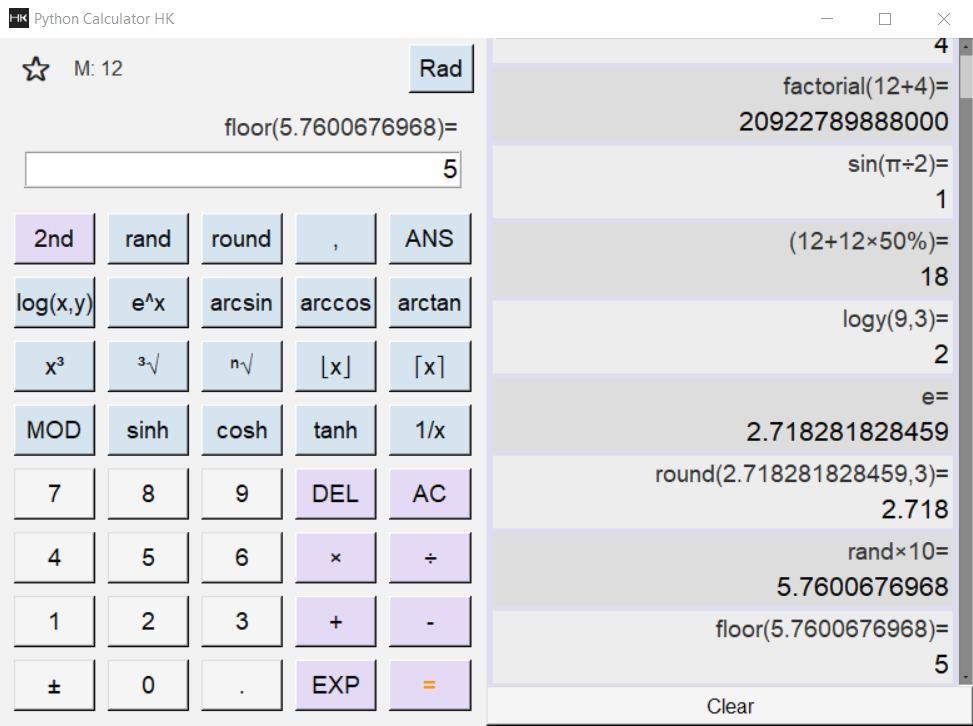 HK Python Calculator HK
M: 12
Rad
floor(5.7600676968)=
5
2nd rand round , ANS
log(x,y) e^x arcsin arccos arctan
x³ ³√ ⁿ√ ⌊x⌋ ⌈x⌉
MOD sinh cosh tanh 1/x
7 8 9 DEL AC
4 5 6 × ÷
1 2 3 + -
± 0 . EXP =
4
factorial(12+4)=
20922789888000
sin(π÷2)=
1
(12+12×50%)=
18
logy(9,3)=
2
e=
2.718281828459
round(2.718281828459,3)=
2.718
rand×10=
5.7600676968
floor(5.7600676968)=
5
Clear